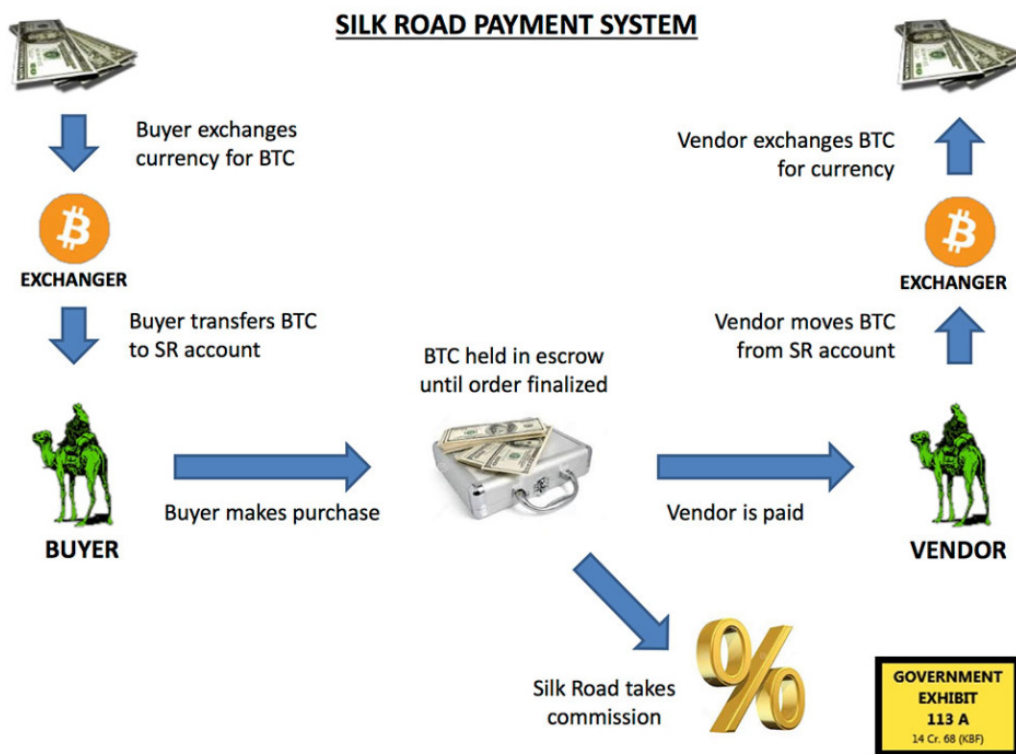 SILK ROAD PAYMENT SYSTEM
Buyer exchanges
currency for BTC
EXCHANGER
Buyer transfers BTC
to SR account
BUYER
Buyer makes purchase
BTC held in escrow
until order finalized
Vendor is paid
Silk Road takes
commission
Vendor exchanges BTC
for currency
EXCHANGER
Vendor moves BTC
from SR account
VENDOR
GOVERNMENT
EXHIBIT
113 A
14 Cr. 68 (KBF)